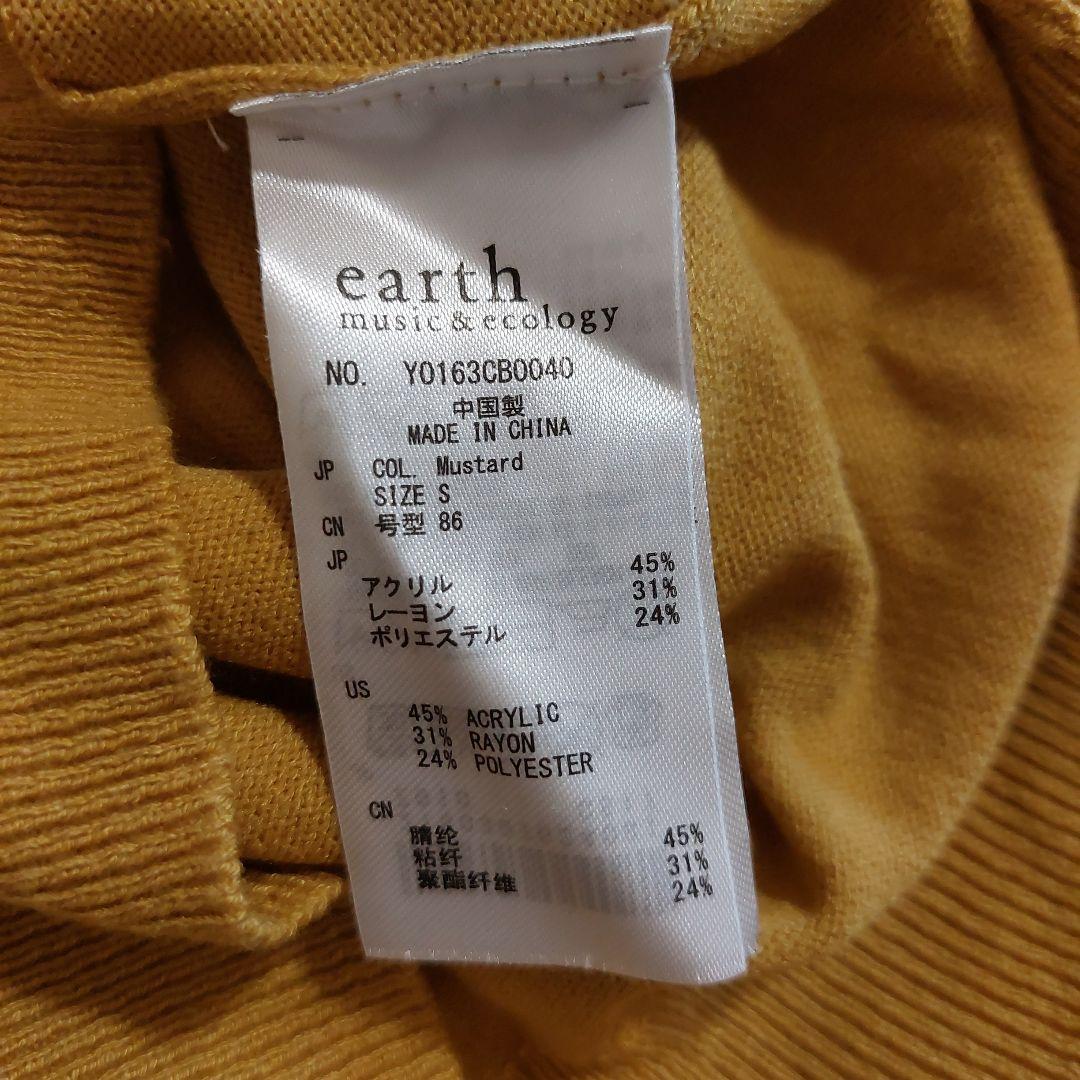 earth
music & ecology
NO. Y0163CB0040
中国製
MADE IN CHINA
JP COL. Mustard
SIZE S
CN 号型 86
JP
アクリル 45%
レーヨン 31%
ポリエステル 24%
US
45% ACRYLIC
31% RAYON
24% POLYESTER
CN
腈纶 45%
粘纤 31%
聚酯纤维 24%